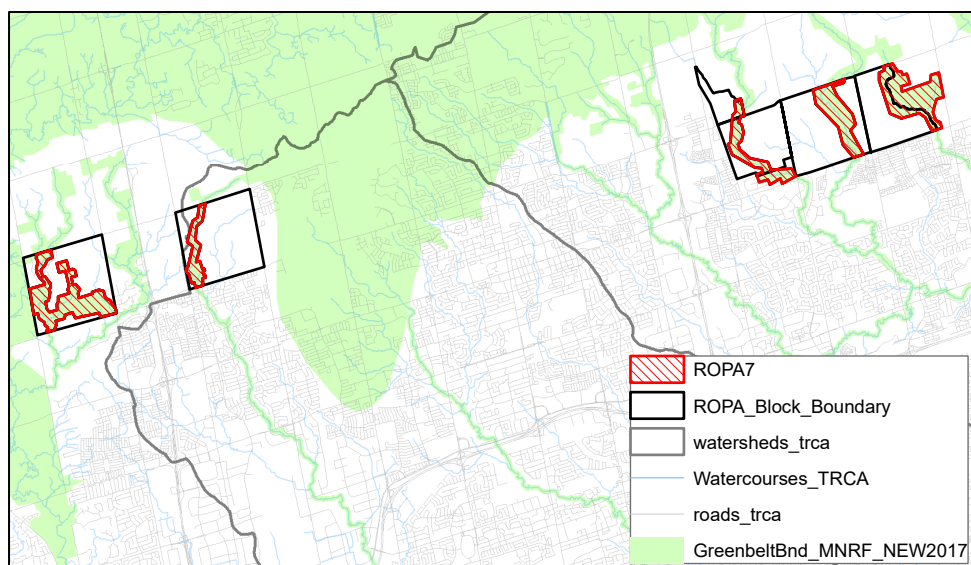 ROPA7
ROPA_Block_Boundary
watersheds_trca
Watercourses_TRCA
roads_trca
GreenbeltBnd_MNRF_NEW2017